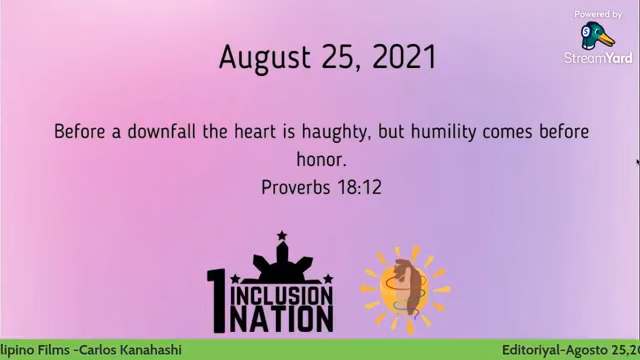 Powered by
StreamYard
August 25, 2021
Before a downfall the heart is haughty, but humility comes before
honor.
Proverbs 18:12
1 INCLUSION
NATION
lipino Films -Carlos Kanahashi
Editoriyal-Agosto 25,20